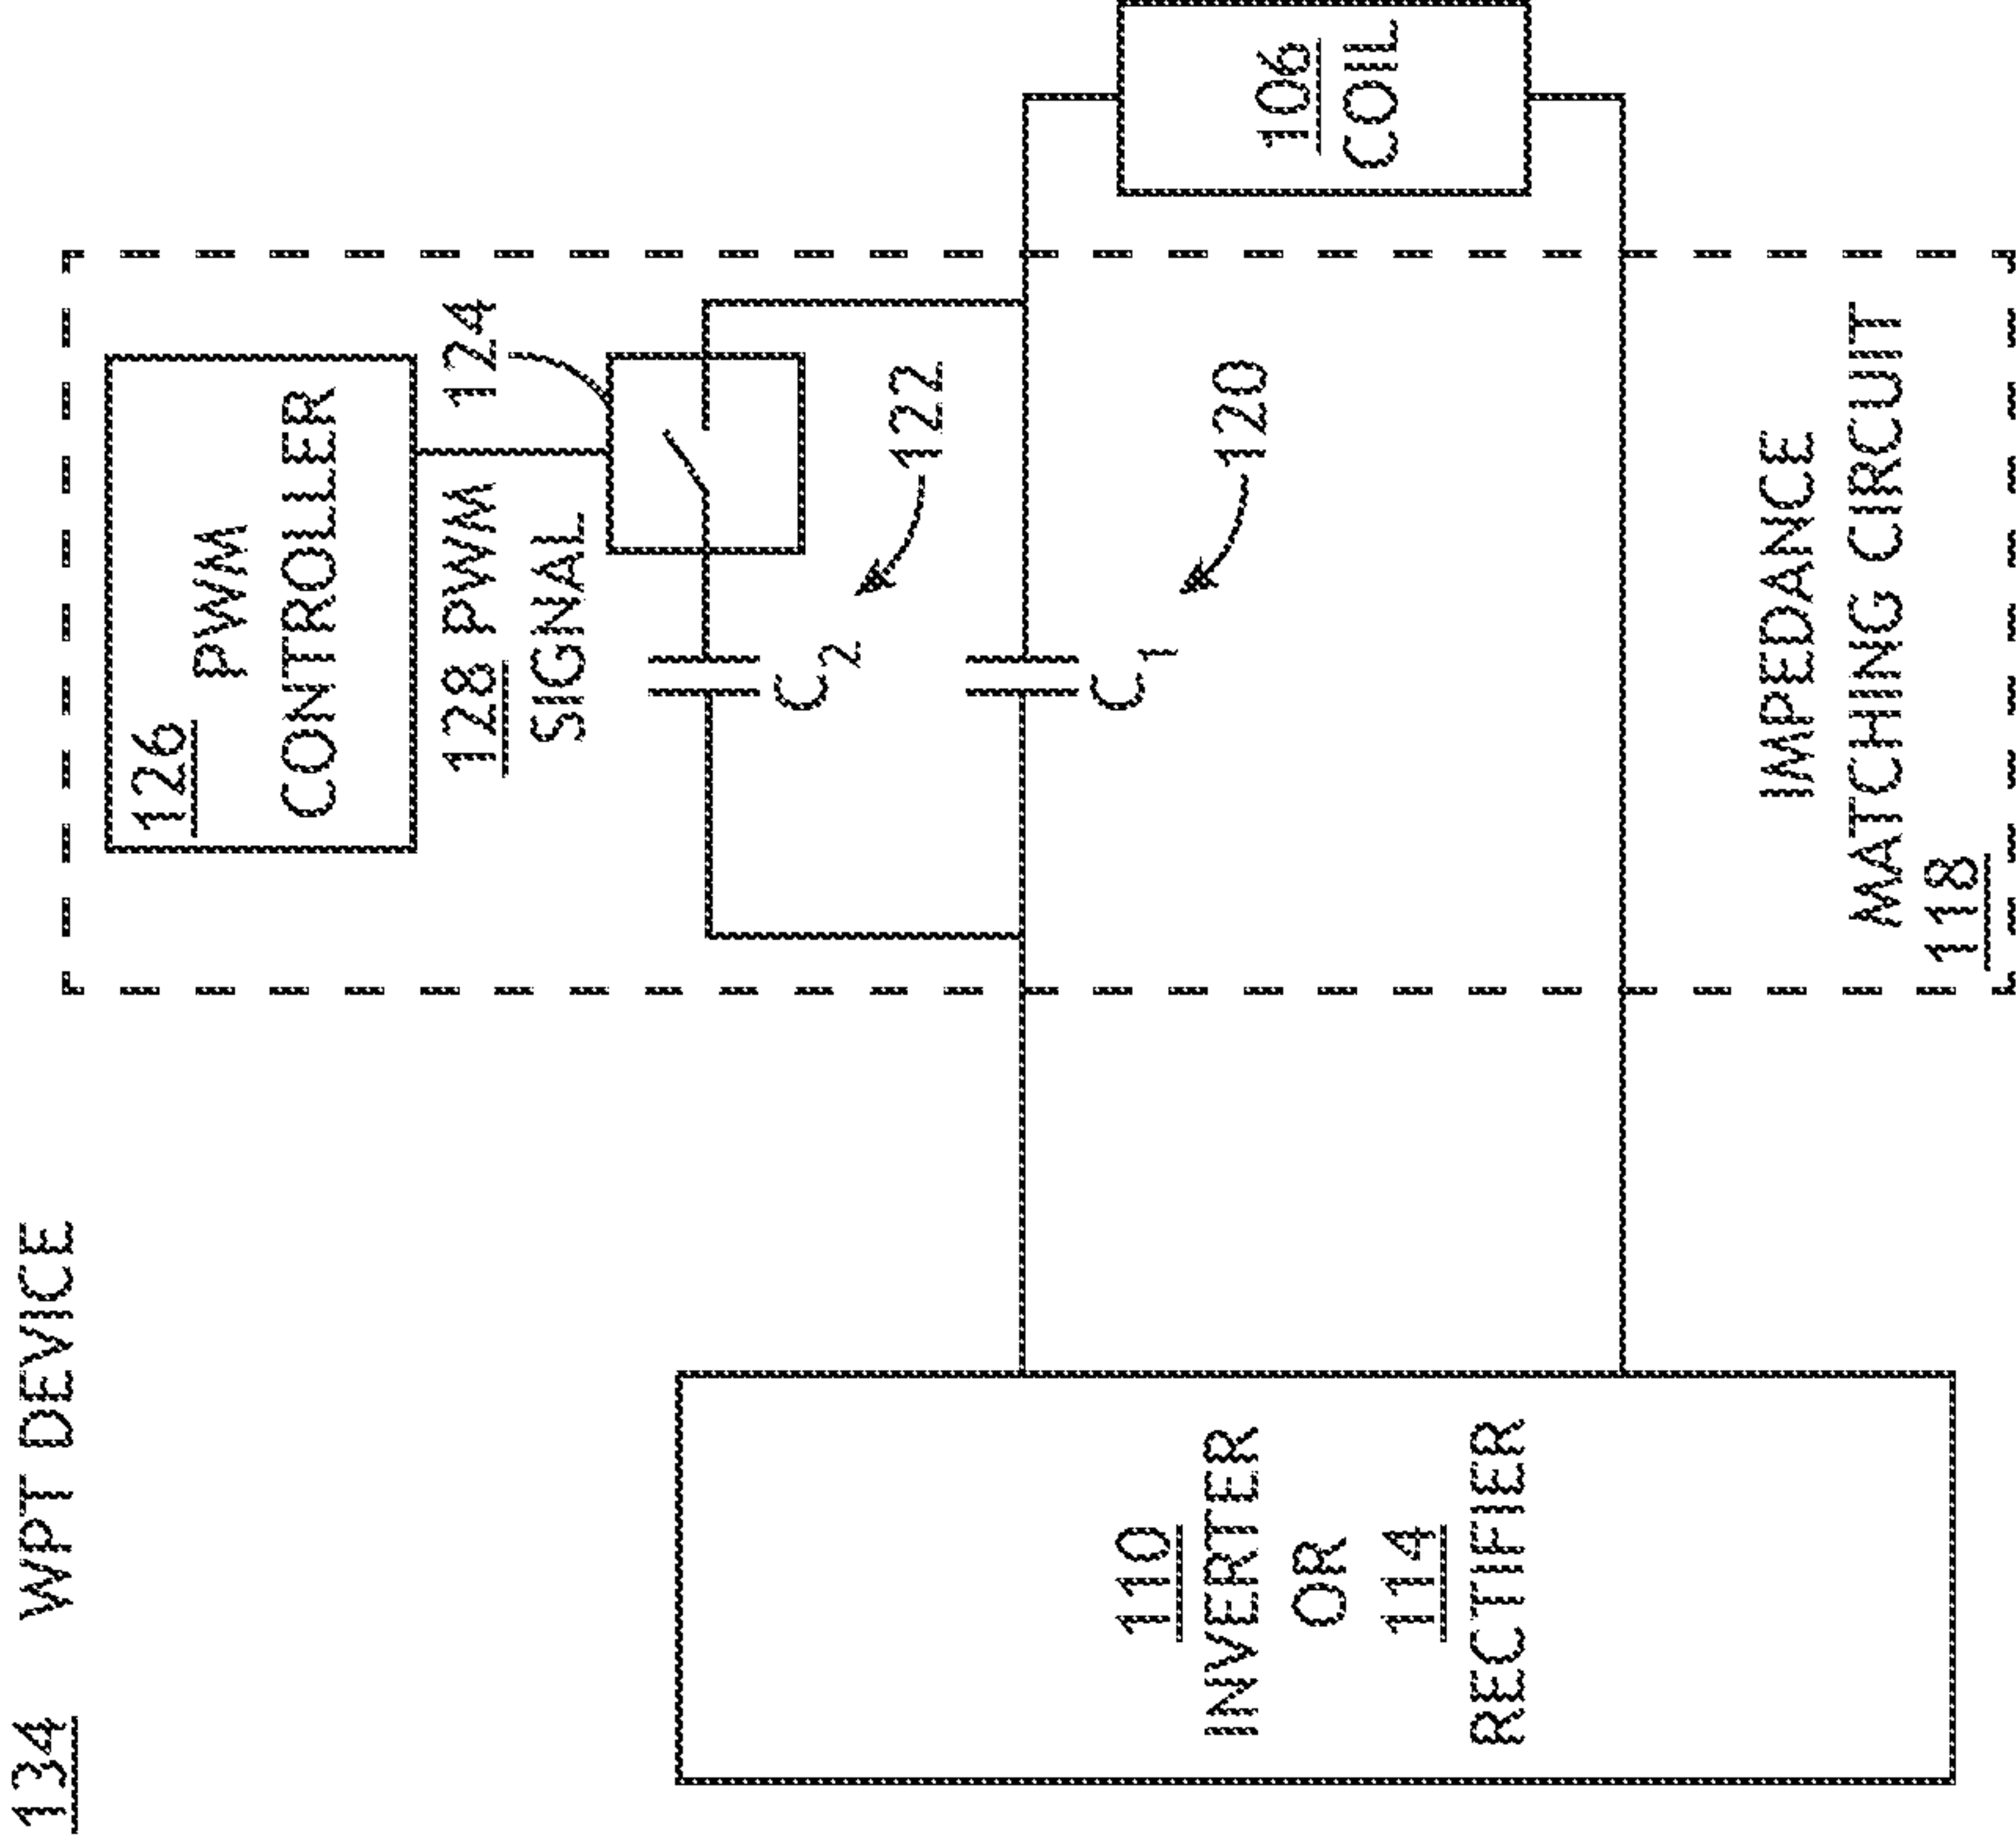 134 WPT DEVICE
126
PWM
CONTROLLER
128 PWM
SIGNAL
124
C2
122
C1
120
106
COIL
110
INVERTER
OR
114
RECTIFIER
IMPEDANCE
MATCHING CIRCUIT
118